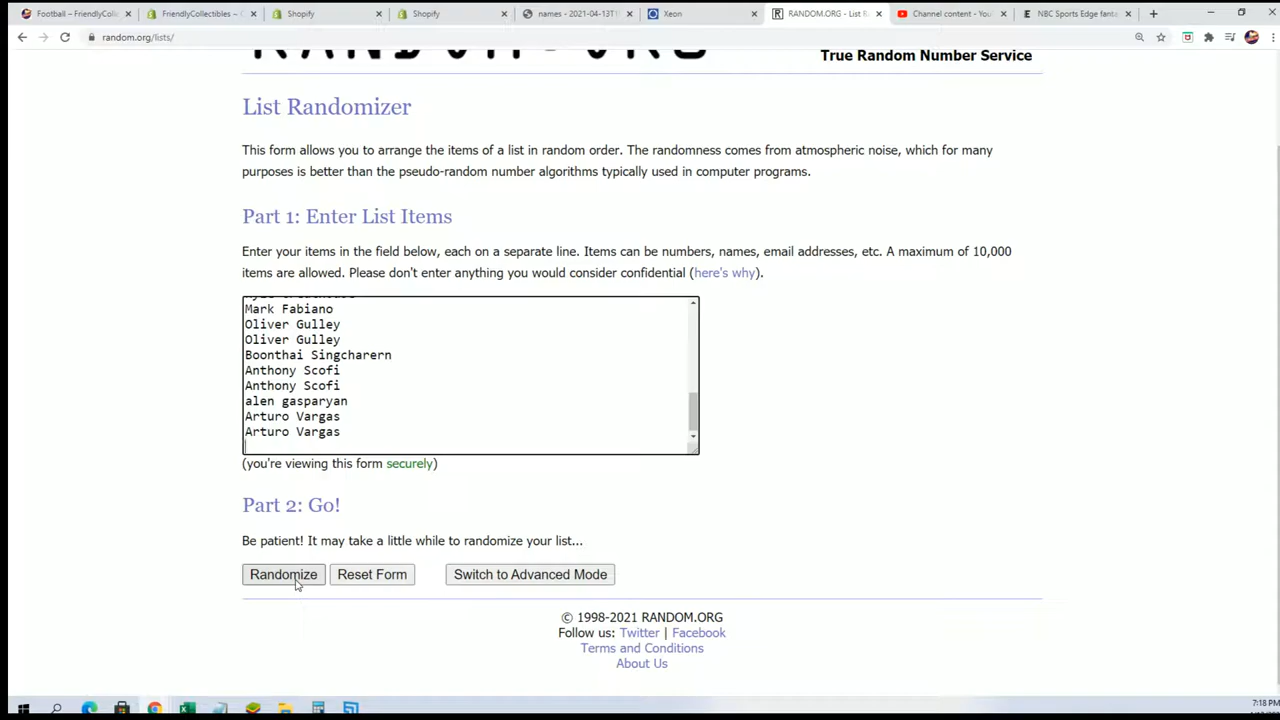 Football – FriendlyColle
FriendlyCollectibles ~ C
Shopify
Shopify
names - 2021-04-13T1
Xeon
RANDOM.ORG - List R
Channel content - You
NBC Sports Edge fanta
random.org/lists/
RANDOM.ORG
True Random Number Service
List Randomizer
This form allows you to arrange the items of a list in random order. The randomness comes from atmospheric noise, which for many
purposes is better than the pseudo-random number algorithms typically used in computer programs.
Part 1: Enter List Items
Enter your items in the field below, each on a separate line. Items can be numbers, names, email addresses, etc. A maximum of 10,000
items are allowed. Please don't enter anything you would consider confidential (here's why).
Mark Fabiano
Oliver Gulley
Oliver Gulley
Boonthai Singcharern
Anthony Scofi
Anthony Scofi
alen gasparyan
Arturo Vargas
Arturo Vargas
(you're viewing this form securely)
Part 2: Go!
Be patient! It may take a little while to randomize your list...
Randomize Reset Form Switch to Advanced Mode
© 1998-2021 RANDOM.ORG
Follow us: Twitter | Facebook
Terms and Conditions
About Us
7:18 PM